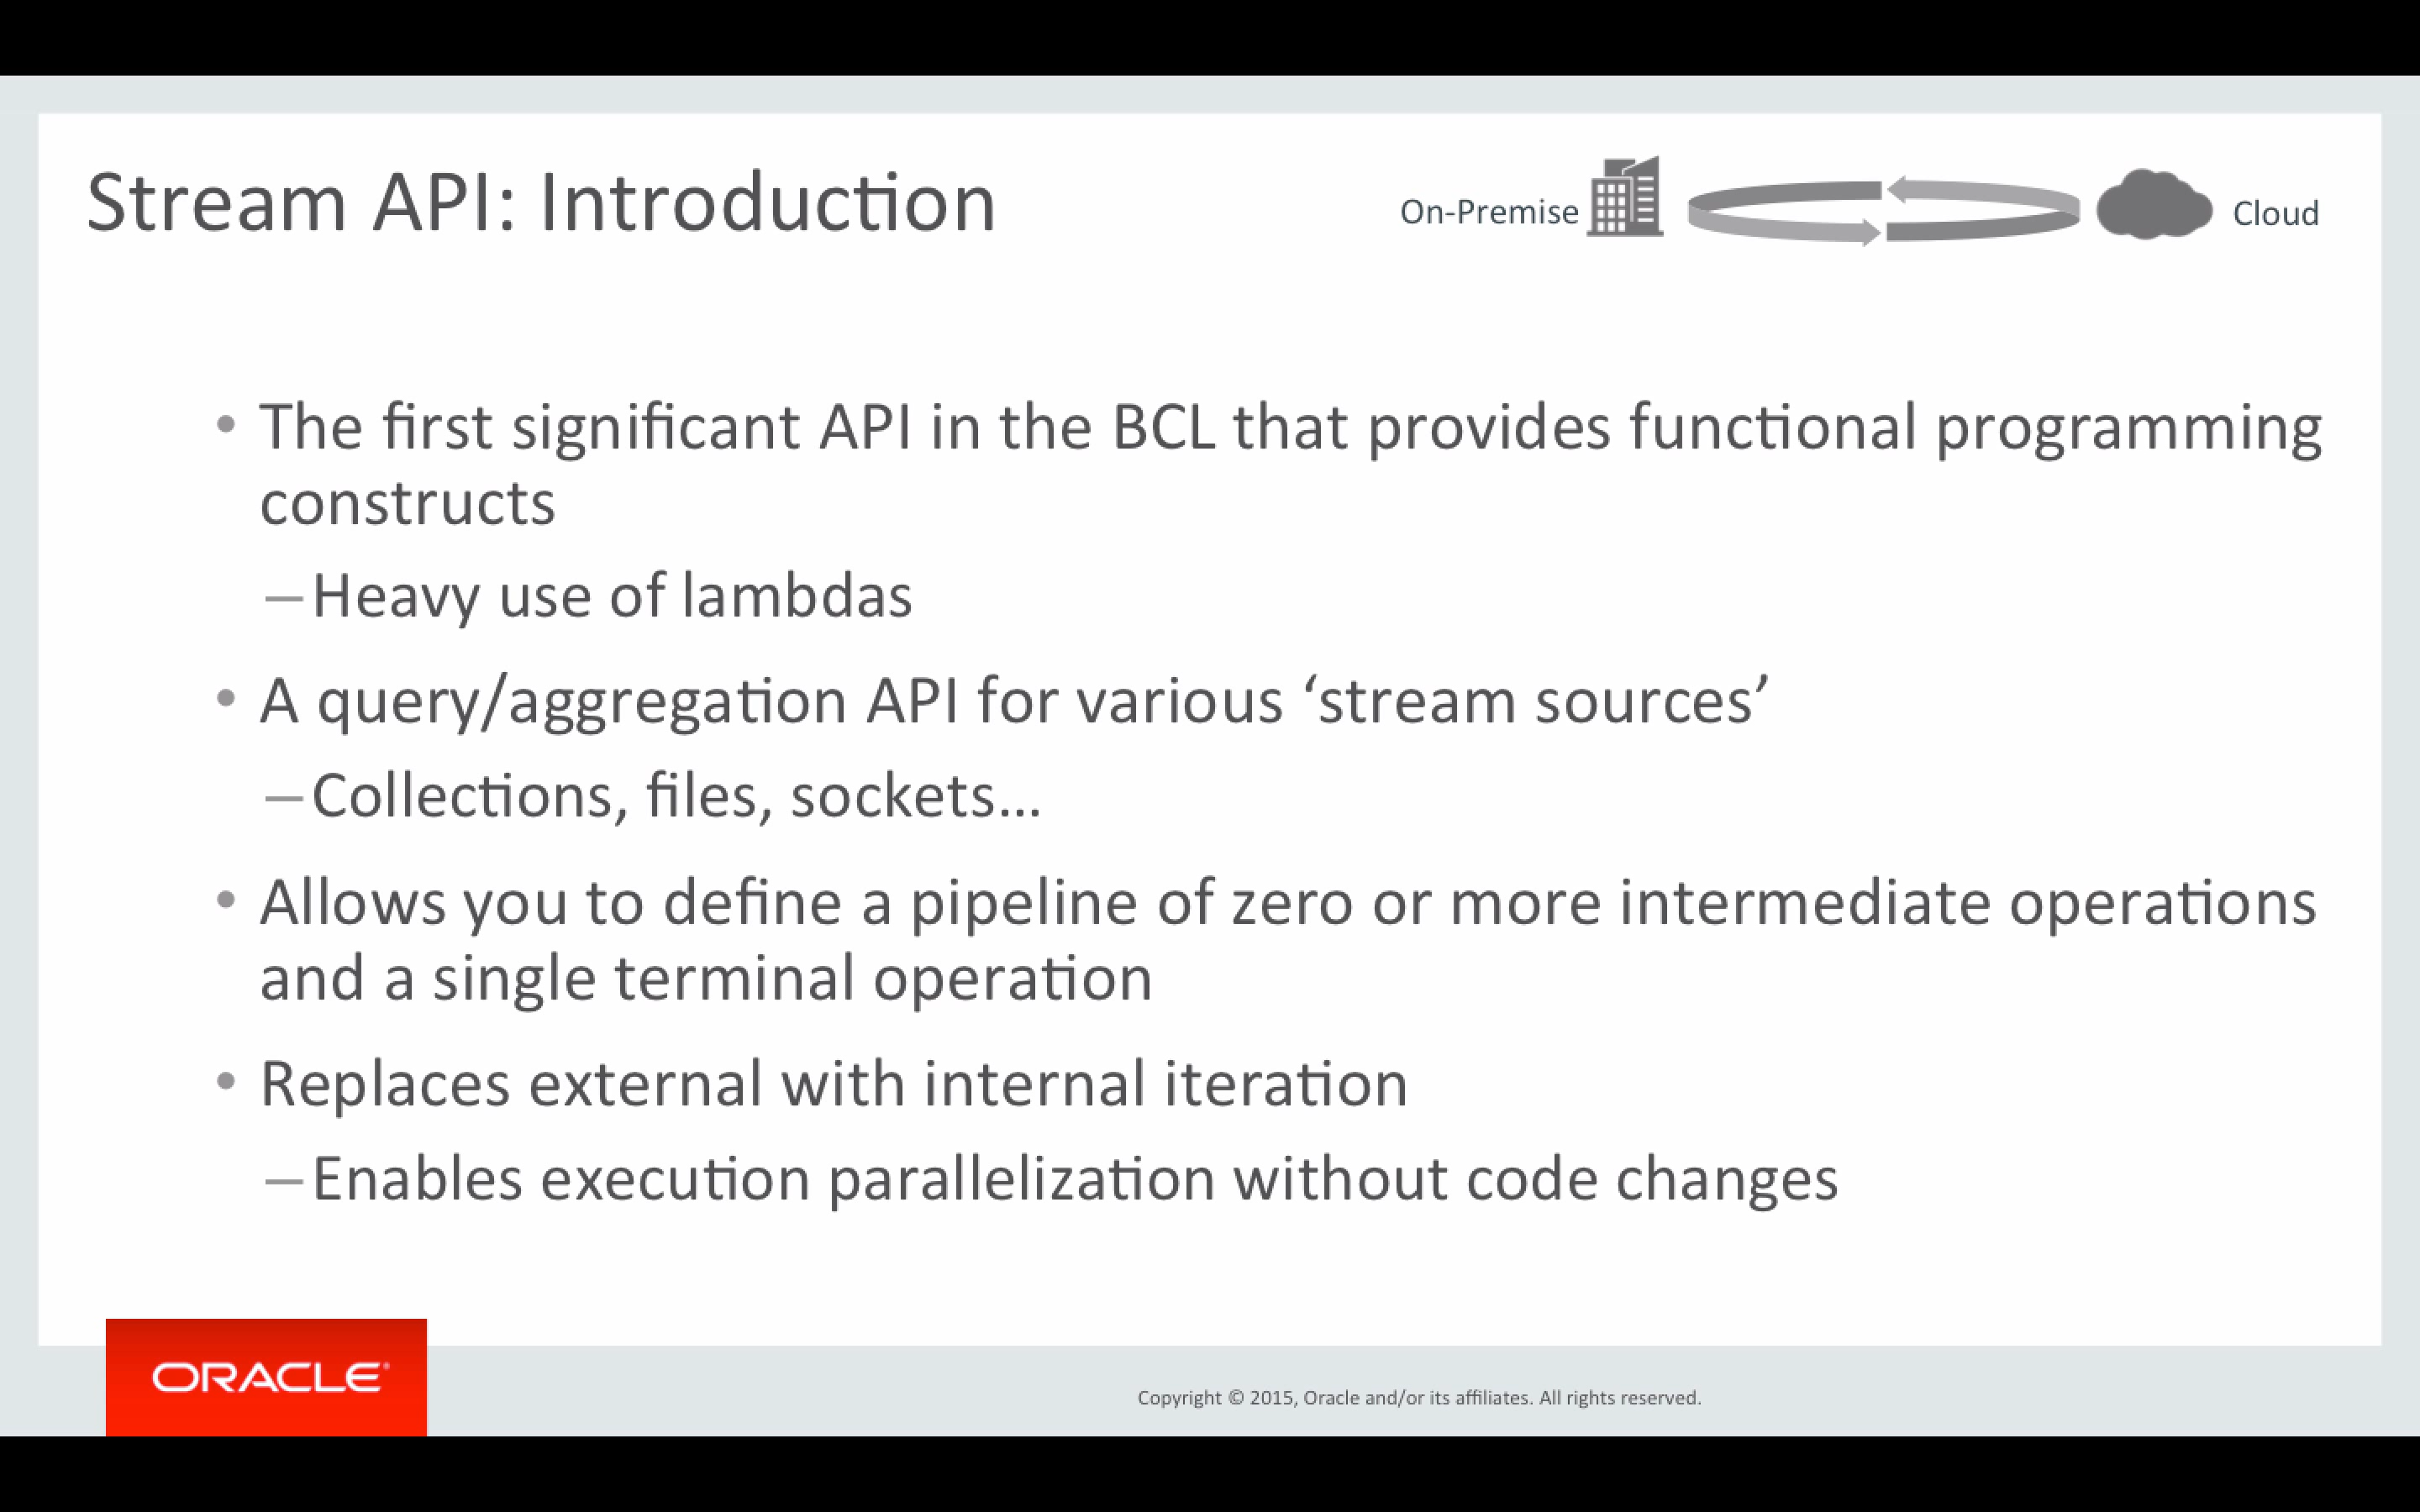 Stream API: Introduction
On-Premise
Cloud
• The first significant API in the BCL that provides functional programming
constructs
– Heavy use of lambdas
• A query/aggregation API for various ‘stream sources’
– Collections, files, sockets...
• Allows you to define a pipeline of zero or more intermediate operations
and a single terminal operation
• Replaces external with internal iteration
– Enables execution parallelization without code changes
ORACLE®
Copyright © 2015, Oracle and/or its affiliates. All rights reserved.